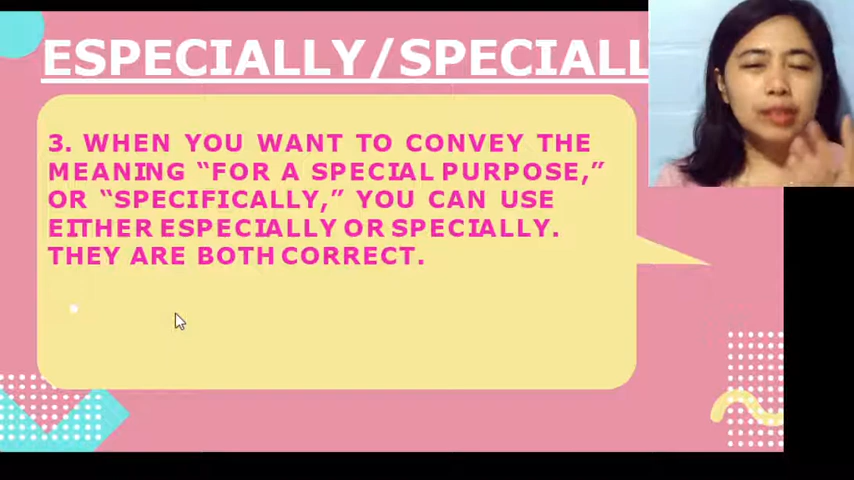 ESPECIALLY/SPECIALL
3. WHEN YOU WANT TO CONVEY THE
MEANING “FOR A SPECIAL PURPOSE,”
OR “SPECIFICALLY,” YOU CAN USE
EITHER ESPECIALLY OR SPECIALLY.
THEY ARE BOTH CORRECT.